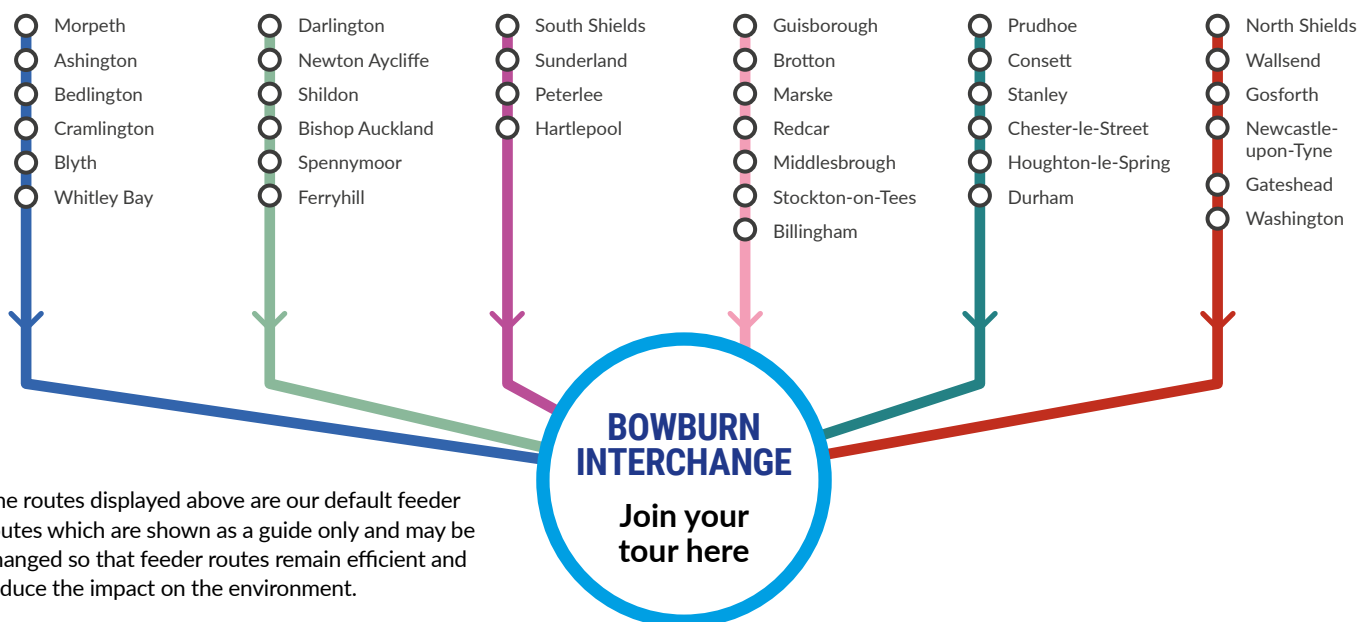 Morpeth
Ashington
Bedlington
Cramlington
Blyth
Whitley Bay
Darlington
Newton Aycliffe
Shildon
Bishop Auckland
Spennymoor
Ferryhill
South Shields
Sunderland
Peterlee
Hartlepool
Guisborough
Brotton
Marske
Redcar
Middlesbrough
Stockton-on-Tees
Billingham
Prudhoe
Consett
Stanley
Chester-le-Street
Houghton-le-Spring
Durham
North Shields
Wallsend
Gosforth
Newcastle-
upon-Tyne
Gateshead
Washington
BOWBURN
INTERCHANGE
Join your
tour here
he routes displayed above are our default feeder
outes which are shown as a guide only and may be
hanged so that feeder routes remain efficient and
duce the impact on the environment.